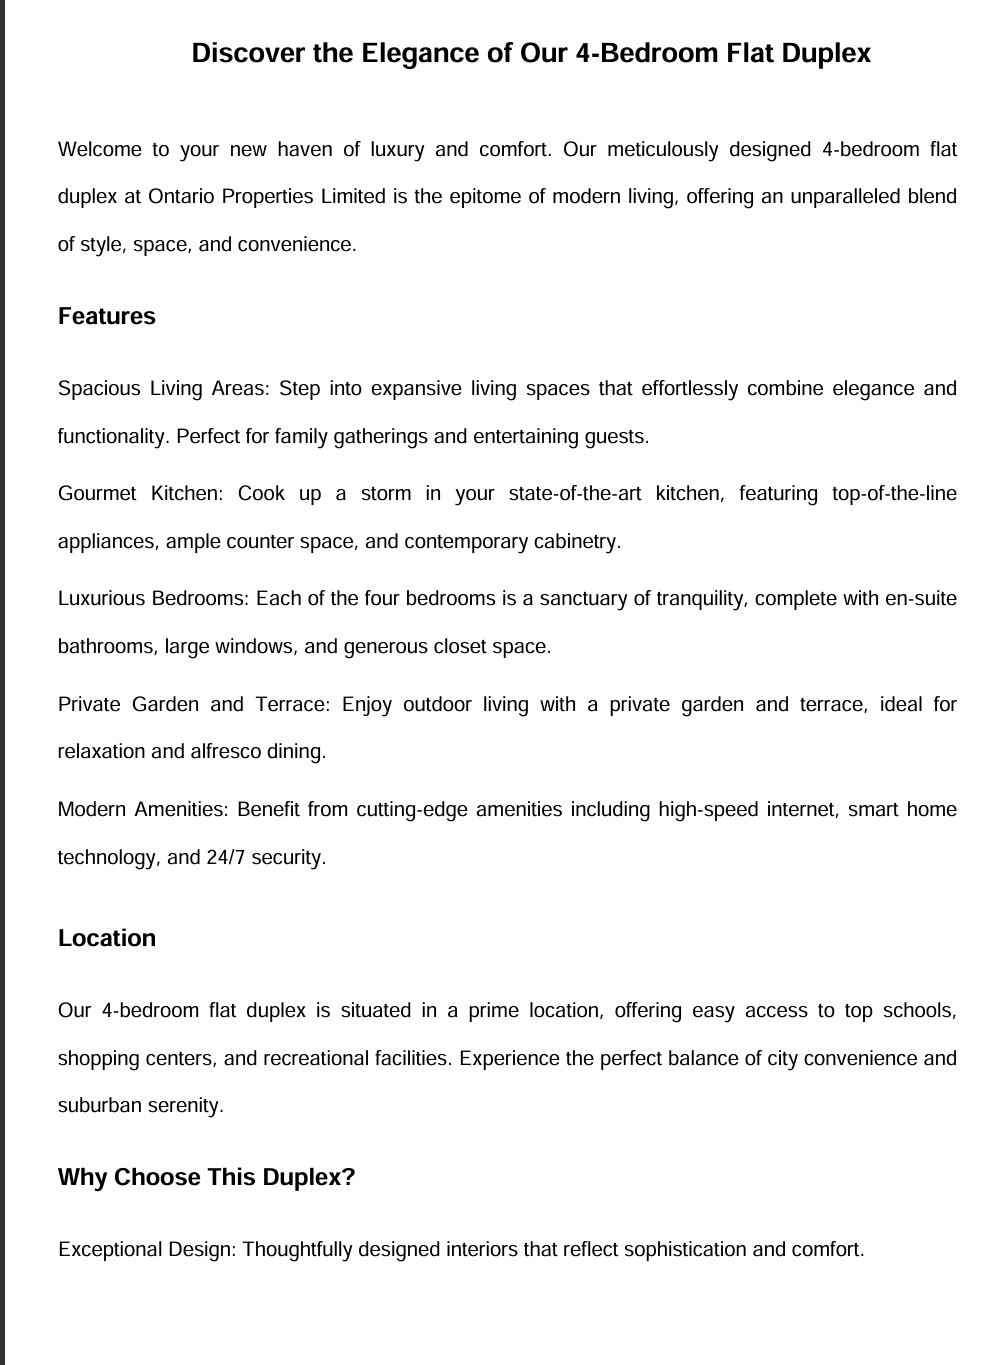 Discover the Elegance of Our 4-Bedroom Flat Duplex
Welcome to your new haven of luxury and comfort. Our meticulously designed 4-bedroom flat
duplex at Ontario Properties Limited is the epitome of modern living, offering an unparalleled blend
of style, space, and convenience.
Features
Spacious Living Areas: Step into expansive living spaces that effortlessly combine elegance and
functionality. Perfect for family gatherings and entertaining guests.
Gourmet Kitchen: Cook up a storm in your state-of-the-art kitchen, featuring top-of-the-line
appliances, ample counter space, and contemporary cabinetry.
Luxurious Bedrooms: Each of the four bedrooms is a sanctuary of tranquility, complete with en-suite
bathrooms, large windows, and generous closet space.
Private Garden and Terrace: Enjoy outdoor living with a private garden and terrace, ideal for
relaxation and alfresco dining.
Modern Amenities: Benefit from cutting-edge amenities including high-speed internet, smart home
technology, and 24/7 security.
Location
Our 4-bedroom flat duplex is situated in a prime location, offering easy access to top schools,
shopping centers, and recreational facilities. Experience the perfect balance of city convenience and
suburban serenity.
Why Choose This Duplex?
Exceptional Design: Thoughtfully designed interiors that reflect sophistication and comfort.